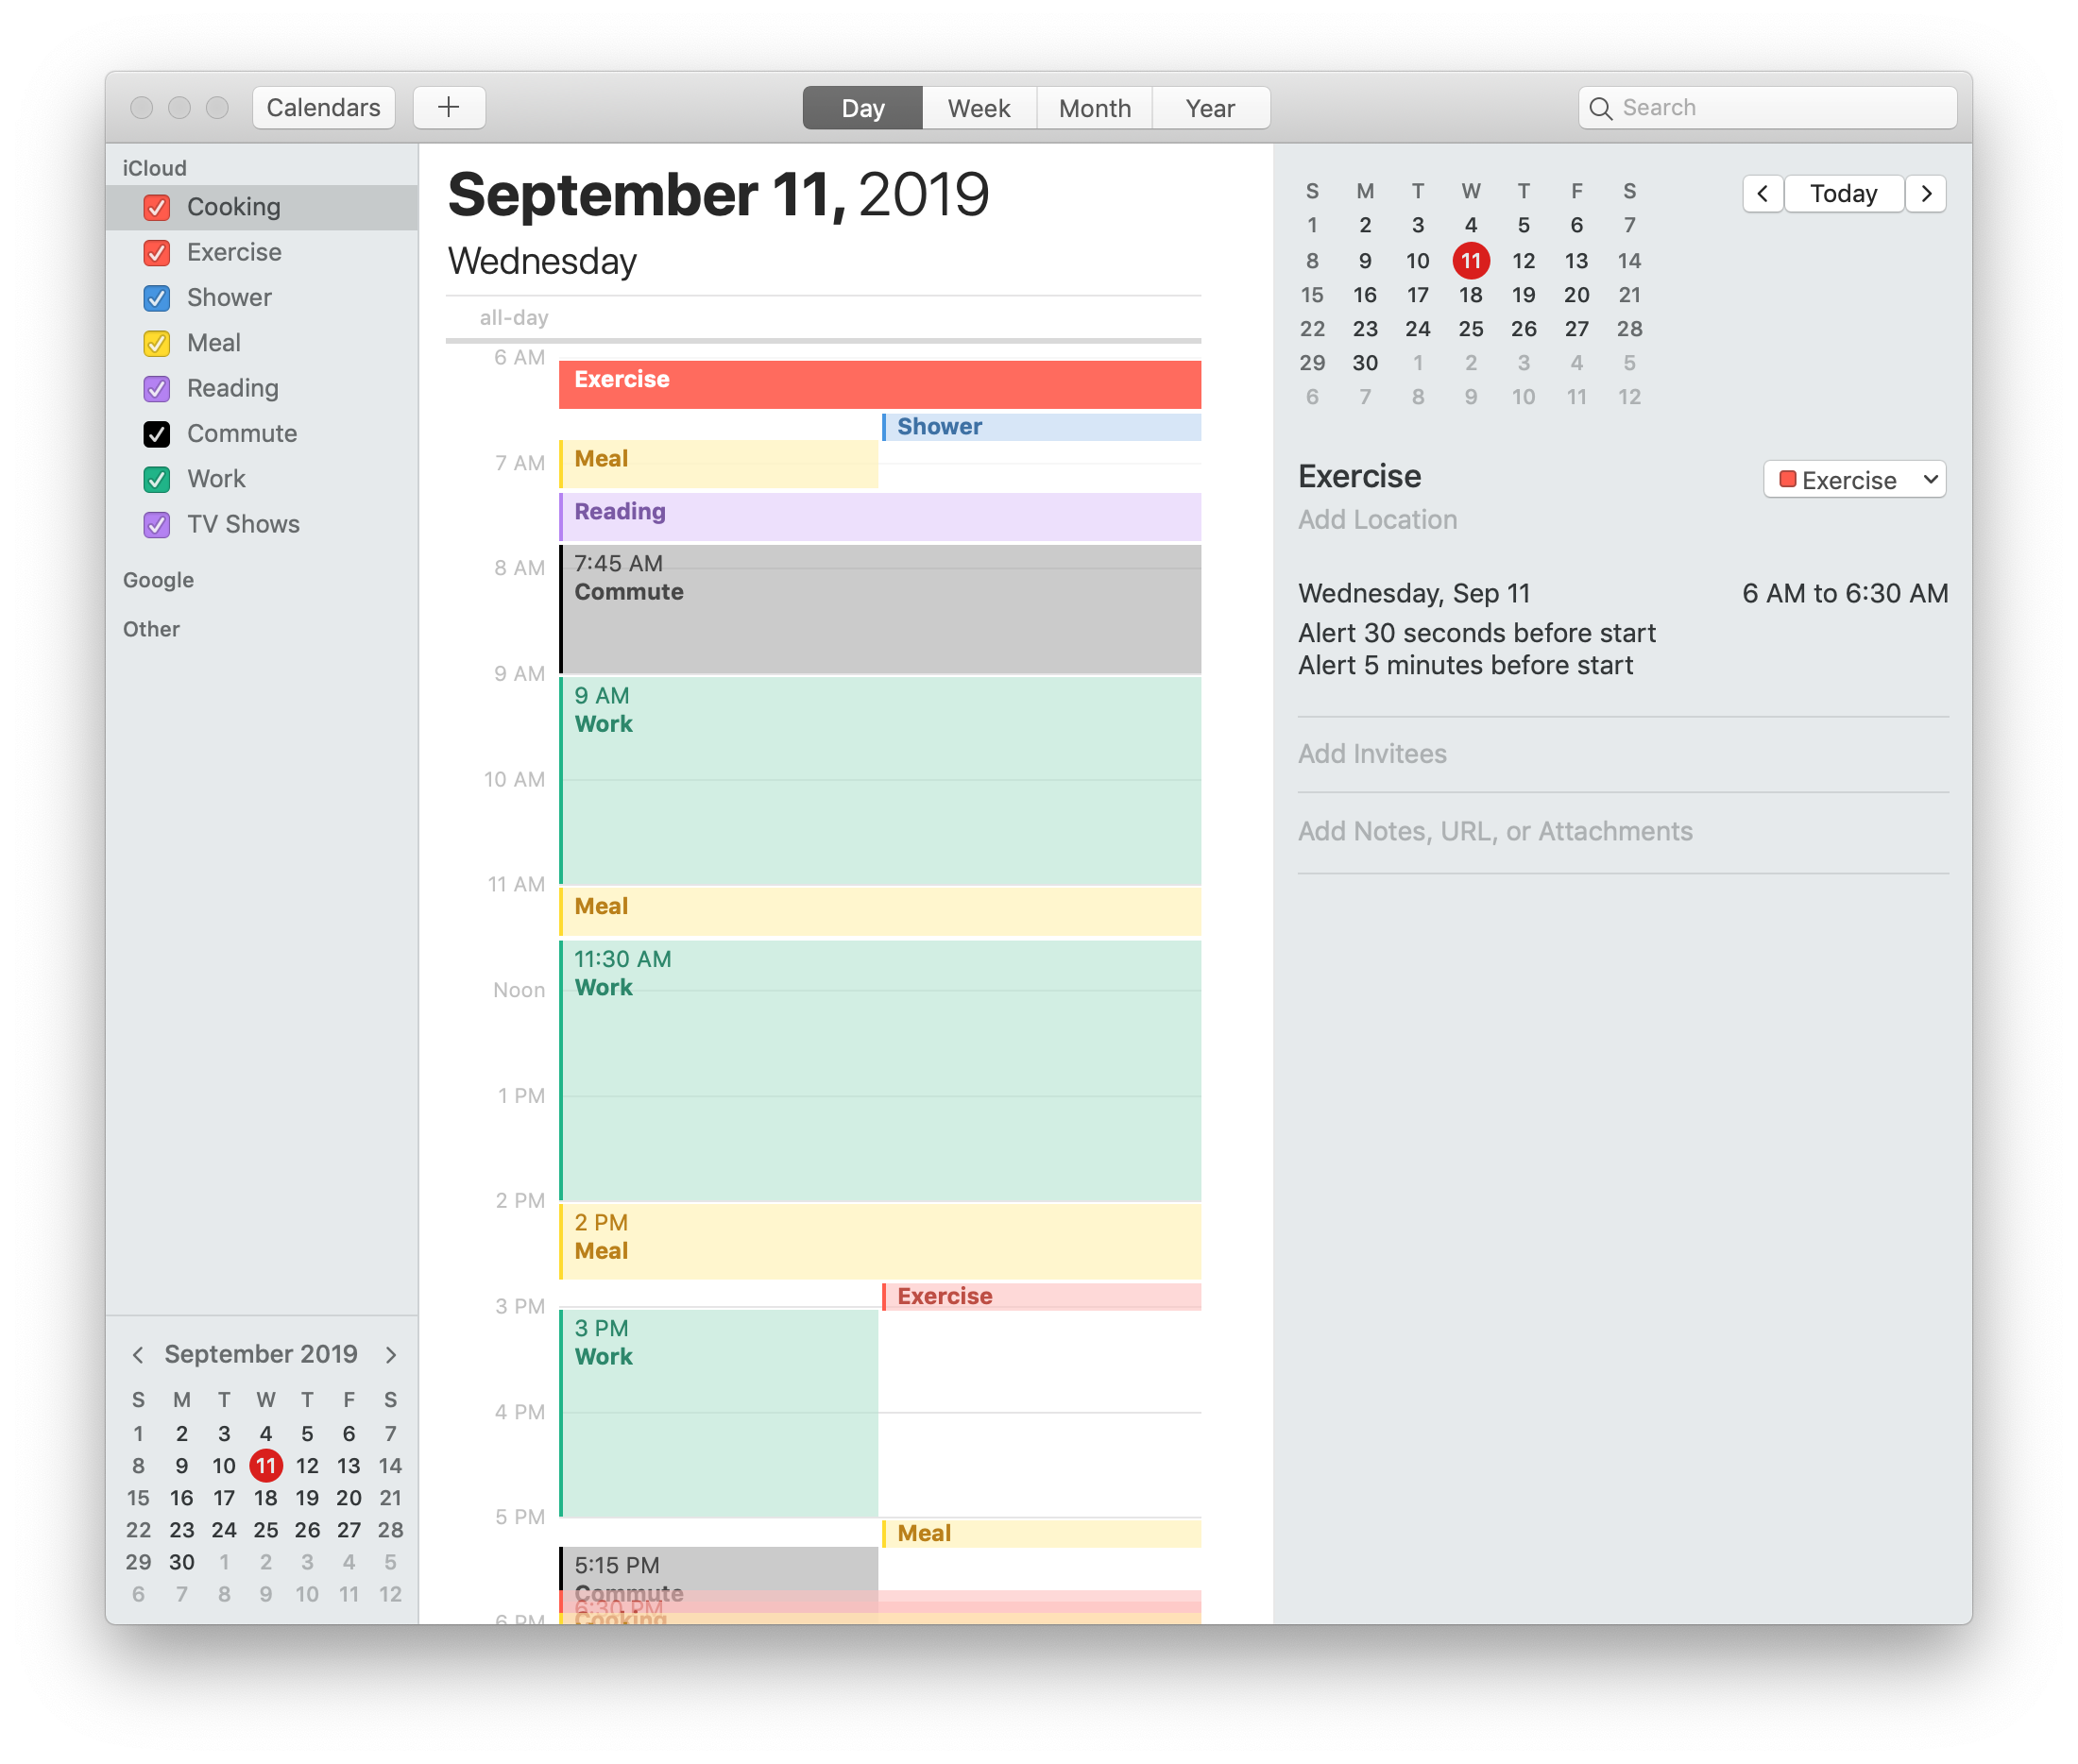 Calendars
Day Week Month Year
Search
iCloud
Cooking
Exercise
Shower
Meal
Reading
Commute
Work
TV Shows
Google
Other
September 2019
S M T W T F S
1 2 3 4 5 6 7
8 9 10 11 12 13 14
15 16 17 18 19 20 21
22 23 24 25 26 27 28
29 30 1 2 3 4 5
6 7 8 9 10 11 12
September 11, 2019
Wednesday
all-day
6 AM
Exercise
Shower
Meal
7 AM
Reading
7:45 AM
8 AM
Commute
9 AM
9 AM
Work
10 AM
11 AM
Meal
11:30 AM
Work
Noon
1 PM
2 PM
2 PM
Meal
Exercise
3 PM
3 PM
Work
4 PM
5 PM
Meal
5:15 PM
Commute
6:30 PM
Cooking
6 PM
S M T W T F S
1 2 3 4 5 6 7
8 9 10 11 12 13 14
15 16 17 18 19 20 21
22 23 24 25 26 27 28
29 30 1 2 3 4 5
6 7 8 9 10 11 12
Today
Exercise
Exercise
Add Location
Wednesday, Sep 11 6 AM to 6:30 AM
Alert 30 seconds before start
Alert 5 minutes before start
Add Invitees
Add Notes, URL, or Attachments